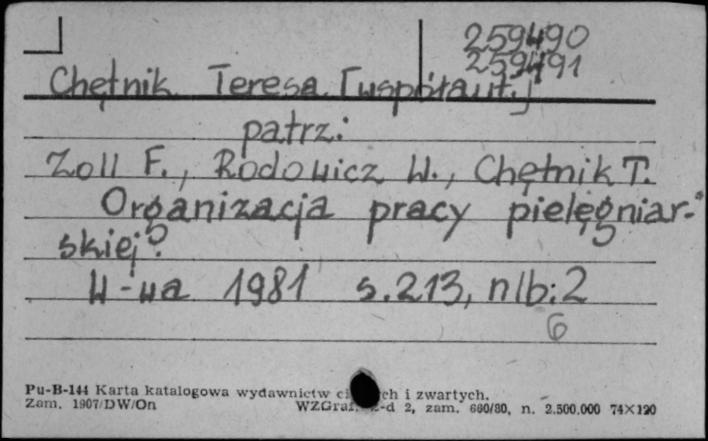 259490
259491
Chętnik Teresa [współaut.]
patrz:
Zoll F., Rodowicz W., Chętnik T.
Organizacja pracy pielęgniar-
skiej?
W-wa 1981 s.213, nlb: 2
6
Pu-B-144 Karta katalogowa wydawnictw ch i zwartych.
Zam. 1907/DW/On WZGraf. Z-d 2, zam. 660/80, n. 2.500.000 74×120